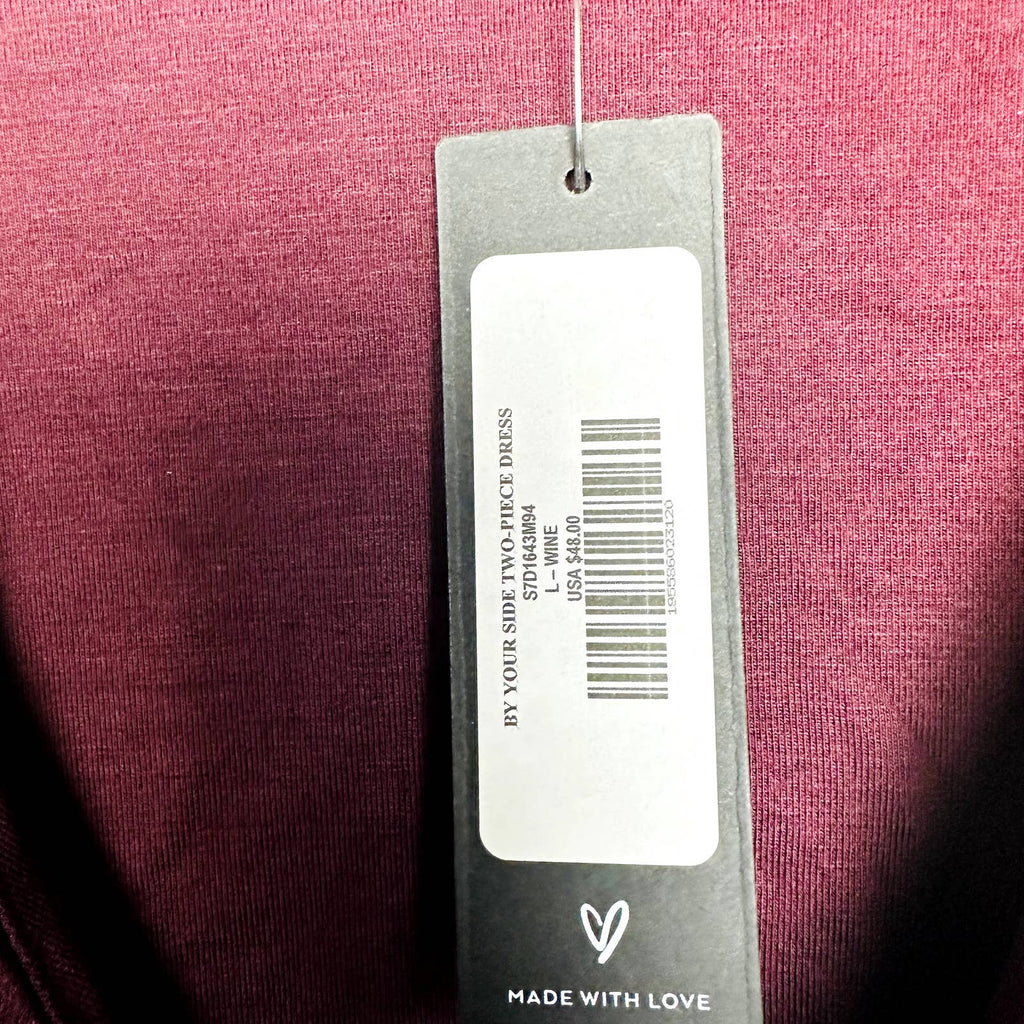 BY YOUR SIDE TWO-PIECE DRESS
S7D1643M94
L – WINE
USA $48.00
195586023120
MADE WITH LOVE